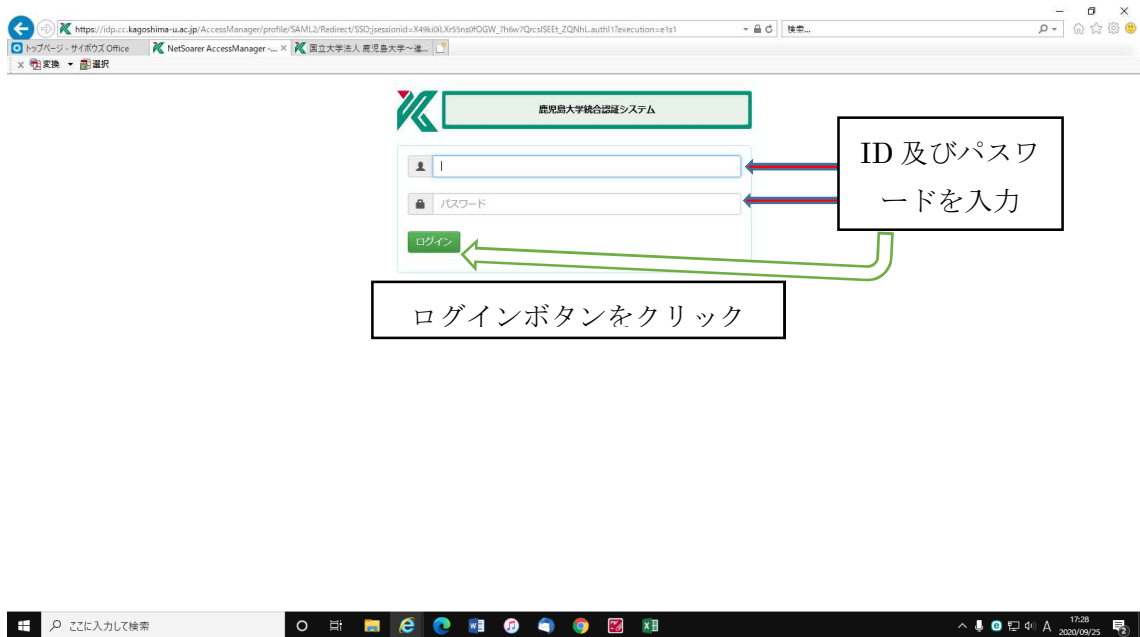 https://idp.cc.kagoshima-u.ac.jp/AccessManager/profile/SAML2/Redirect/SSO;jsessionid= 検索...
トップページ - サイボウズ Office NetSoarer AccessManager -... 国立大学法人 鹿児島大学～進...
変換 選択
鹿児島大学統合認証システム
ID 及びパスワ
ードを入力
パスワード
ログイン
ログインボタンをクリック
ここに入力して検索
A 17:28
2020/09/25
2